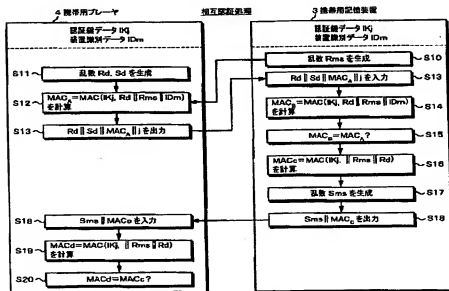 相互認証処理
4 携帯用プレーヤ
認証鍵データ IKj
装置識別データ IDm
3 携帯用記憶装置
認証鍵データ IKj
装置識別データ IDm
乱数 Rms を生成 S10
S11 乱数 Rd, Sd を生成
Rd‖Sd‖MACA‖j を入力 S13
S12 MACA=MAC(IKj, Rd‖Rms‖IDm)
を計算
MACB=MAC(IKj, Rd‖Rms‖IDm)
を計算 S14
S13 Rd‖Sd‖MACA‖j を出力
MACB=MACA? S15
MACc=MAC(IKj, ‖Rms‖Rd)
を計算 S16
乱数 Sms を生成 S17
S18 Sms‖MACc を入力
Sms‖MACc を出力 S18
S19 MACd=MAC(IKj, ‖Rms‖Rd)
を計算
S20 MACd=MACc?